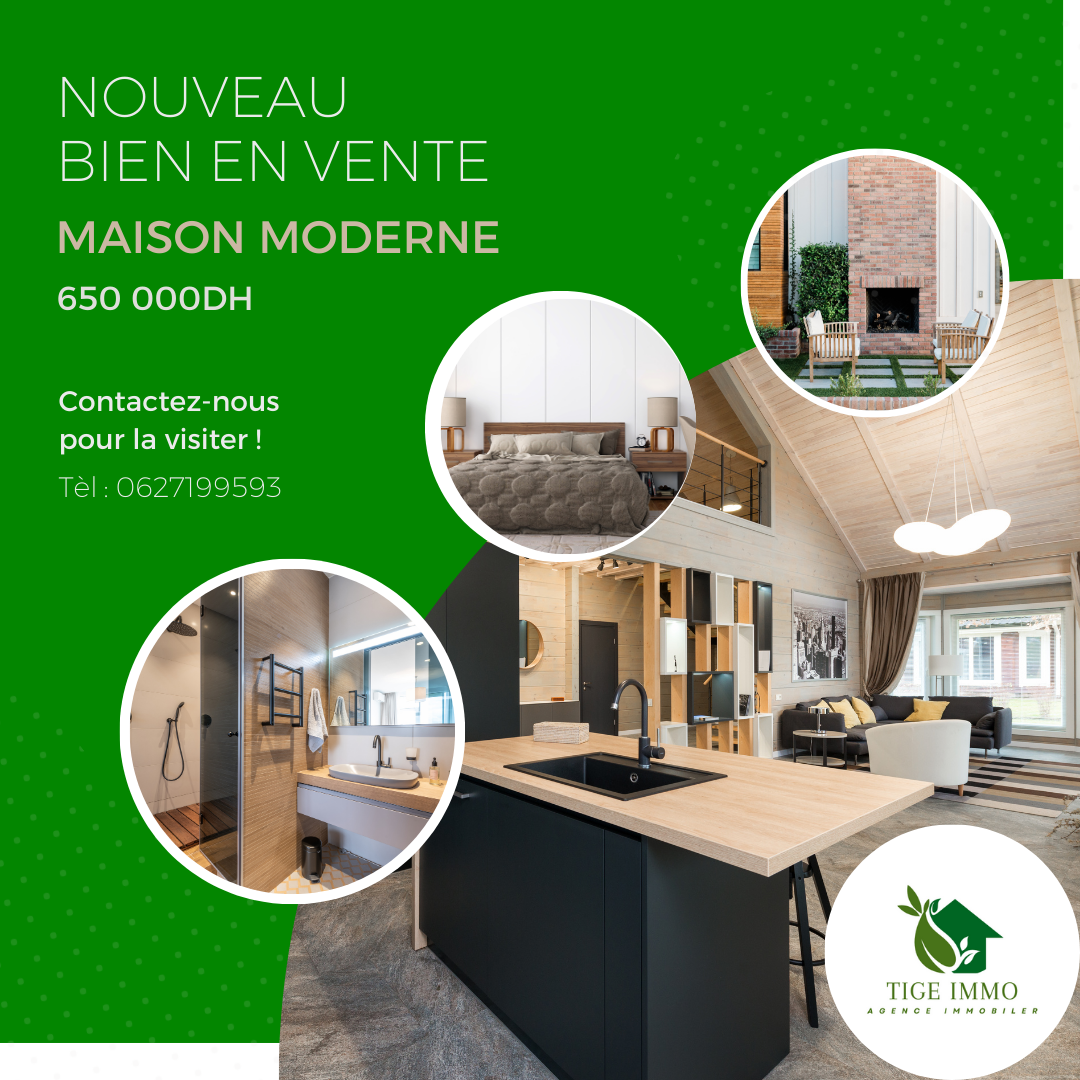 NOUVEAU
BIEN EN VENTE
MAISON MODERNE
650 000DH
Contactez-nous
pour la visiter !
Tèl : 0627199593
TIGE IMMO
AGENCE IMMOBILER